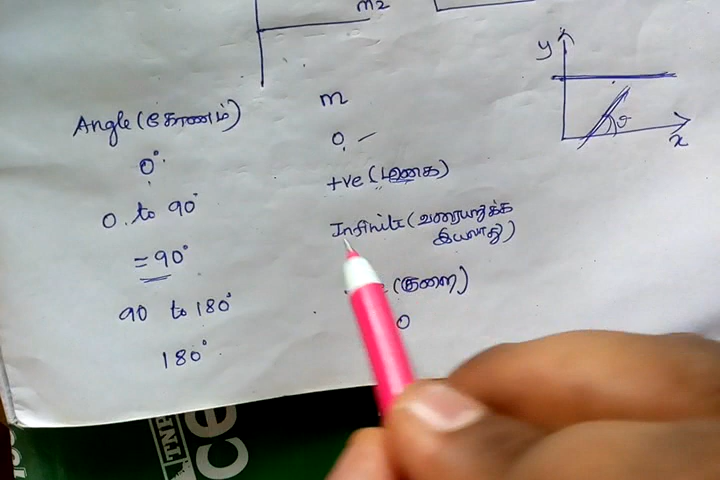 m2
y
Angle (கோணம்) m
0° 0
x
0 to 90° +ve (மிகை)
= 90° Infinite (வரையறுக்க
இயலாது)
90 to 180° (குறை)
180° 0